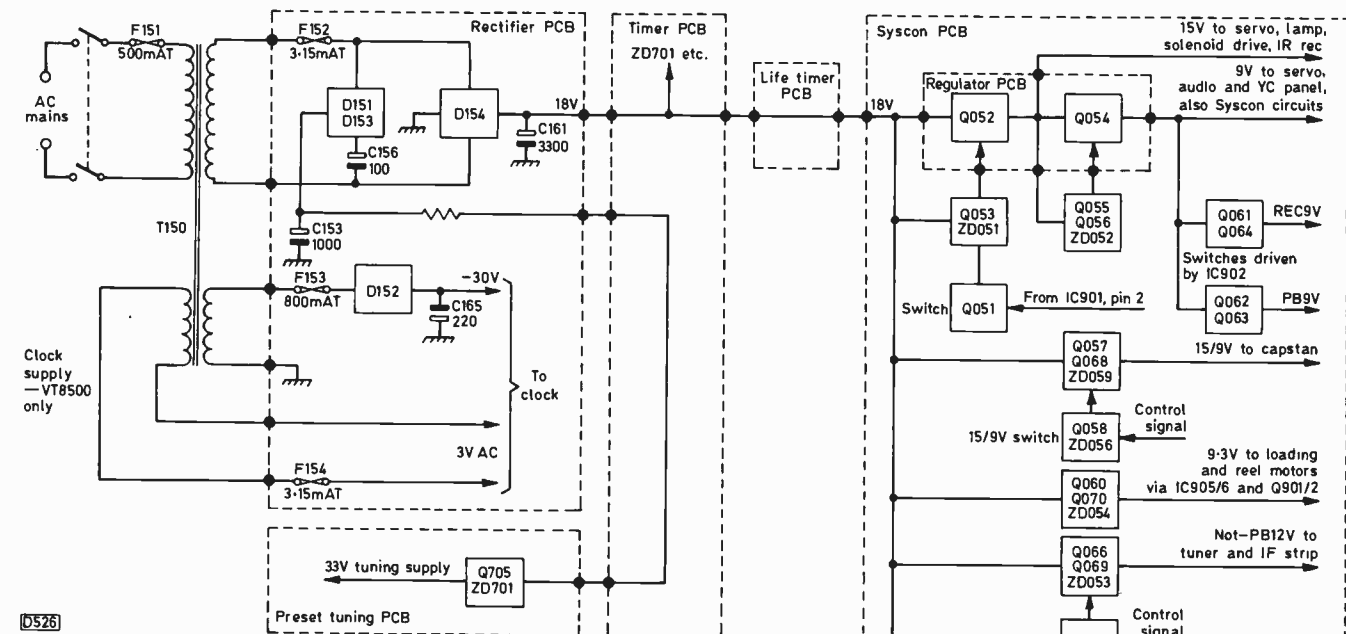 Rectifier PCB
Timer PCB
ZD701 etc.
Syscon PCB
15V to servo, lamp,
solenoid drive, IR rec
9V to servo,
audio and YC panel,
also Syscon circuits
F151
500mAT
F152
3·15mAT
AC
mains
D151
D153
D154
18V
C156
100
C161
3300
Life timer
PCB
18V
Regulator PCB
Q052
Q054
T150
C153
1000
Q053
ZD051
Q055
Q056
ZD052
Q061
Q064
REC9V
Switches driven
by IC902
F153
800mAT
D152
-30V
C165
220
Switch
Q051
From IC901, pin 2
Q062
Q063
PB9V
Clock
supply
—VT8500
only
To
clock
Q057
Q068
ZD059
15/9V to capstan
3V AC
15/9V switch
Q058
ZD056
Control
signal
F154
3·15mAT
9·3V to loading
and reel motors
via IC905/6 and Q901/2
Q060
Q070
ZD054
33V tuning supply
Q705
ZD701
Preset tuning PCB
Not-PB12V to
tuner and IF strip
Q066
Q069
ZD053
Control
signal
D526